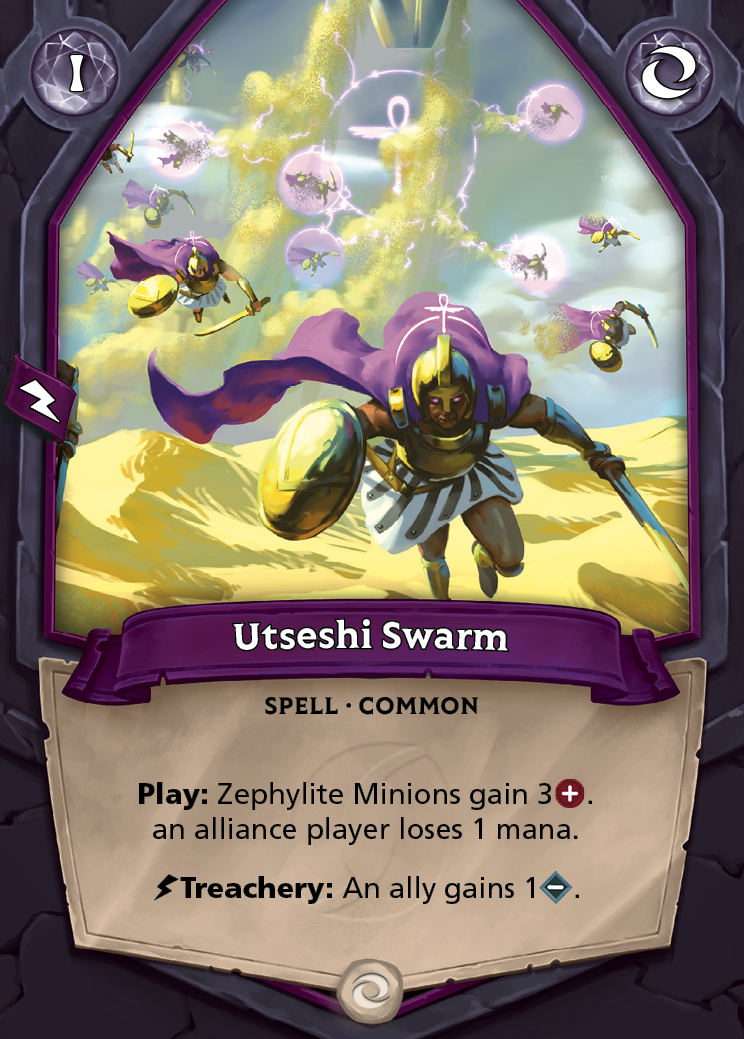 I
Utseshi Swarm
SPELL · COMMON
Play: Zephylite Minions gain 3+.
an alliance player loses 1 mana.
Treachery: An ally gains 1−.